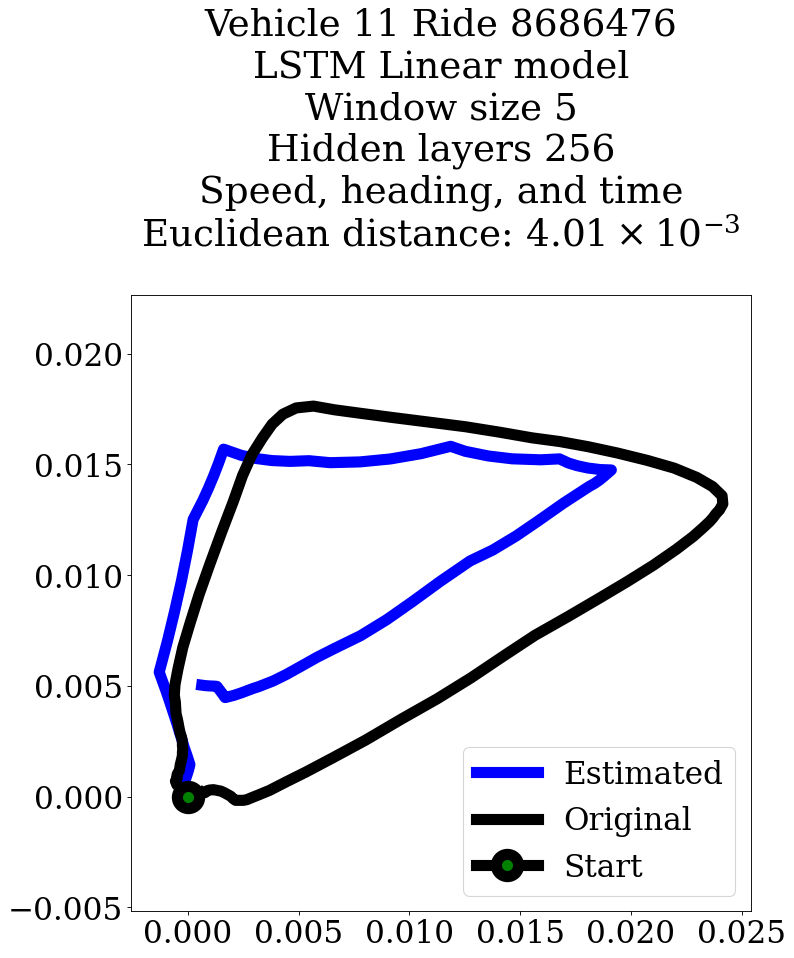 Vehicle 11 Ride 8686476
LSTM Linear model
Window size 5
Hidden layers 256
Speed, heading, and time
Euclidean distance: 4.01 × 10⁻³
0.020
0.015
0.010
0.005
0.000
−0.005
0.000 0.005 0.010 0.015 0.020 0.025
Estimated
Original
Start